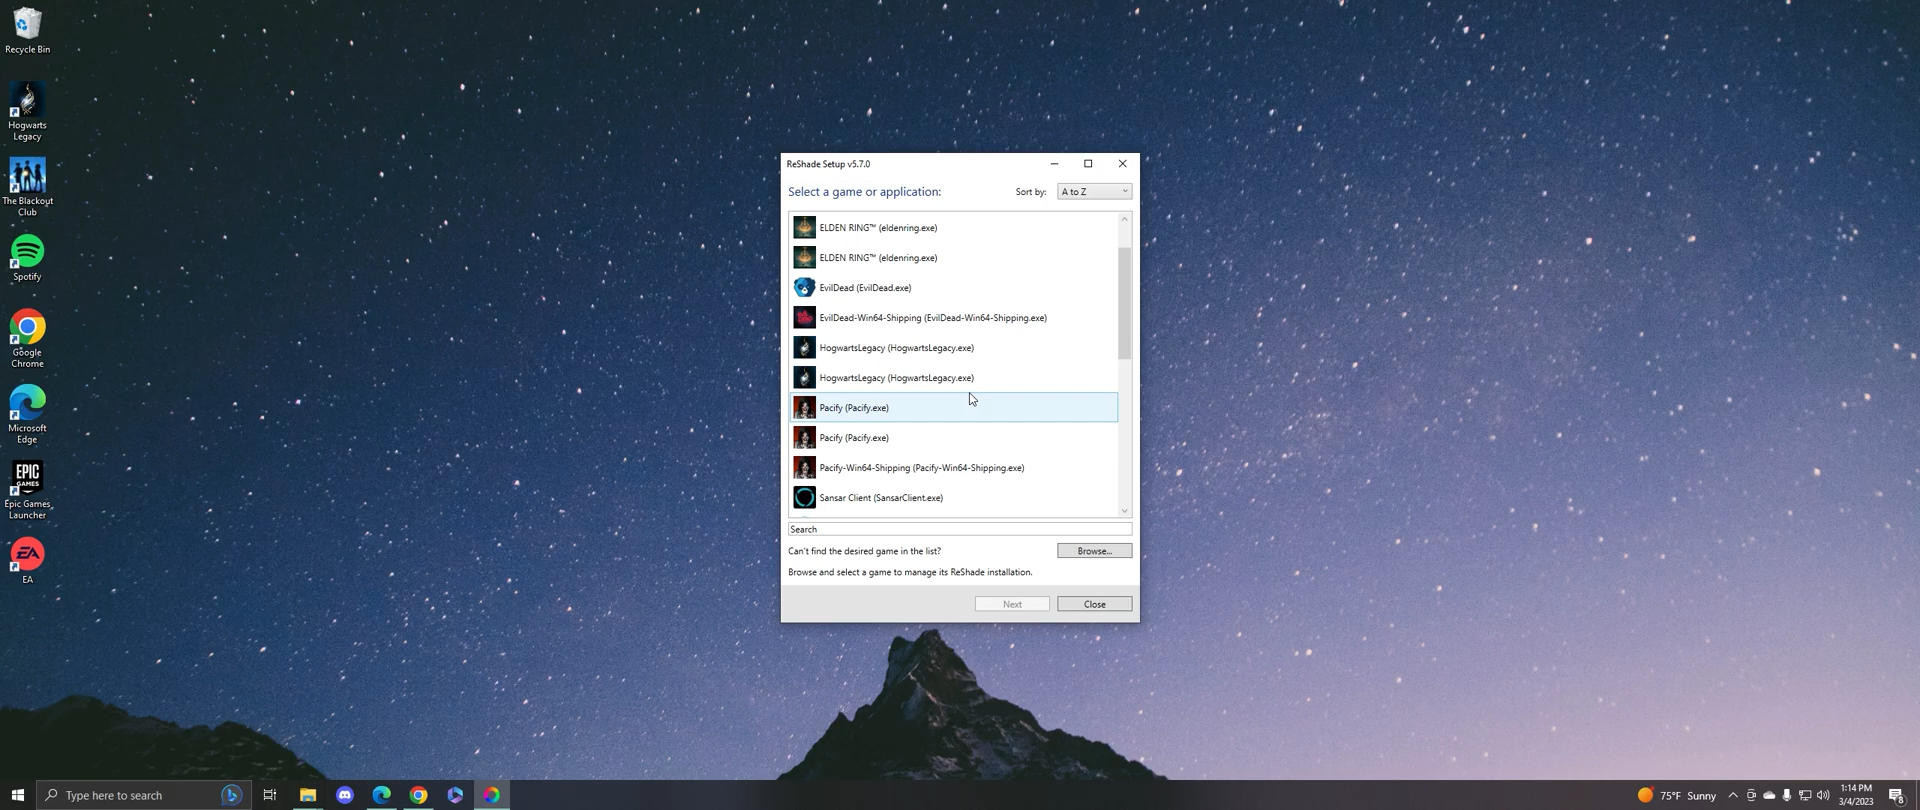 Recycle Bin
Hogwarts
Legacy
The Blackout
Club
Spotify
Google
Chrome
Microsoft
Edge
EPIC
GAMES
Epic Games
Launcher
EA
EA
ReShade Setup v5.7.0
Select a game or application:
Sort by:
A to Z
ELDEN RING™ (eldenring.exe)
ELDEN RING™ (eldenring.exe)
EvilDead (EvilDead.exe)
EvilDead-Win64-Shipping (EvilDead-Win64-Shipping.exe)
HogwartsLegacy (HogwartsLegacy.exe)
HogwartsLegacy (HogwartsLegacy.exe)
Pacify (Pacify.exe)
Pacify (Pacify.exe)
Pacify-Win64-Shipping (Pacify-Win64-Shipping.exe)
Sansar Client (SansarClient.exe)
Search
Can't find the desired game in the list?
Browse...
Browse and select a game to manage its ReShade installation.
Next
Close
Type here to search
75°F Sunny
1:14 PM
3/4/2023
8